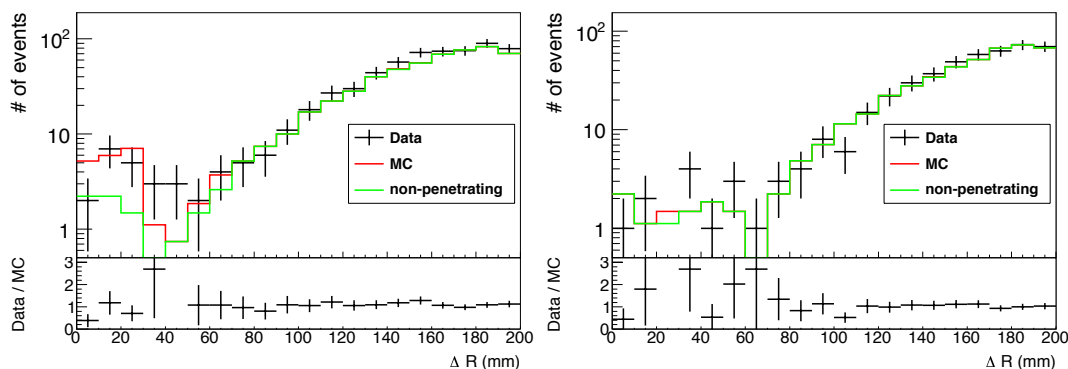 # of events
10²
10
1
Data
MC
non-penetrating
Data / MC
3
2
1
0
0 20 40 60 80 100 120 140 160 180 200
Δ R (mm)
# of events
10²
10
1
Data
MC
non-penetrating
Data / MC
3
2
1
0
0 20 40 60 80 100 120 140 160 180 200
Δ R (mm)